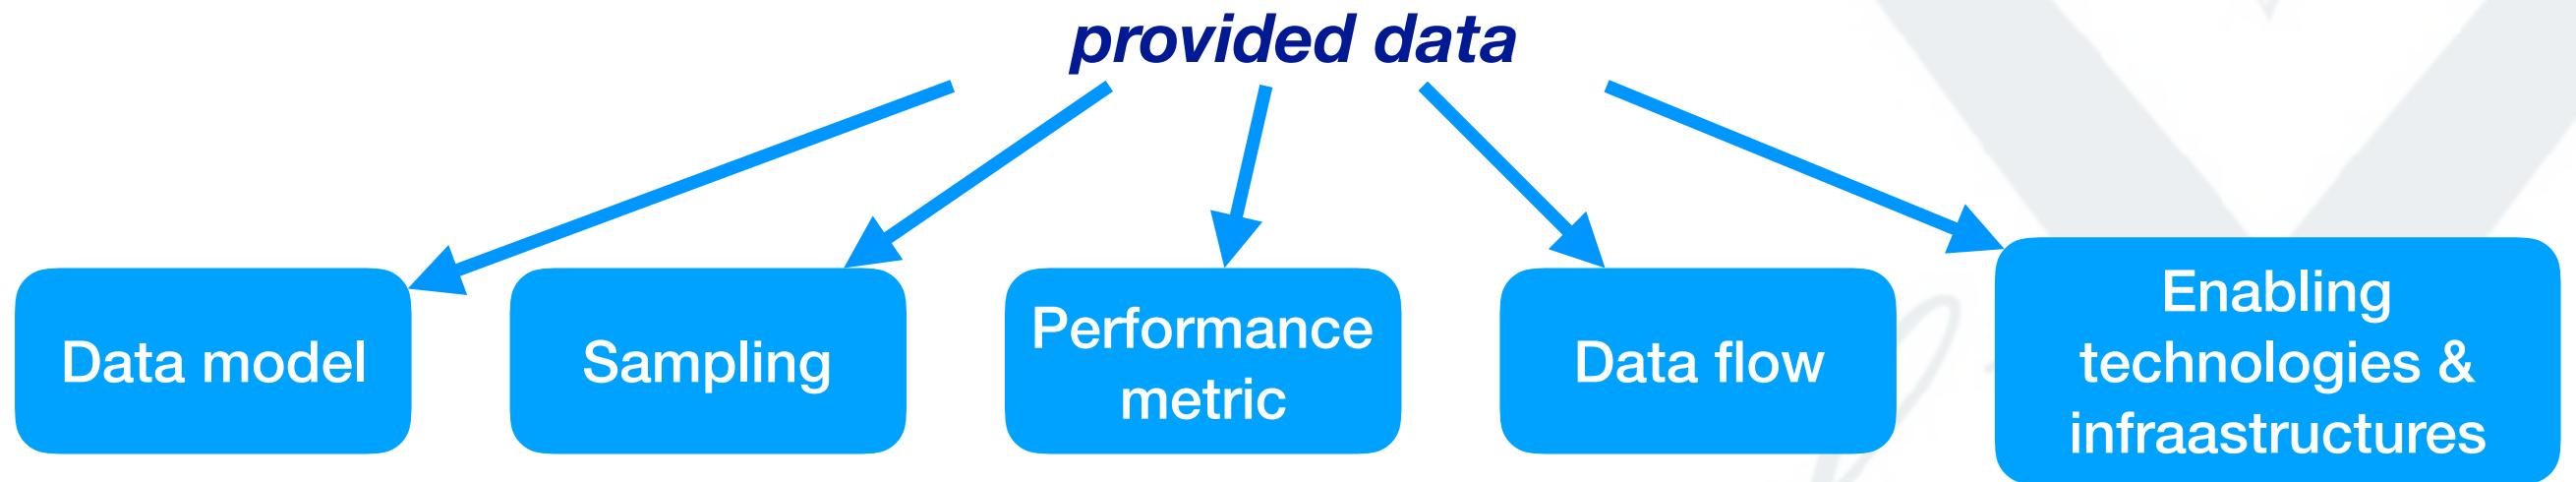 provided data
Data model
Sampling
Performance
metric
Data flow
Enabling
technologies &
infraastructures